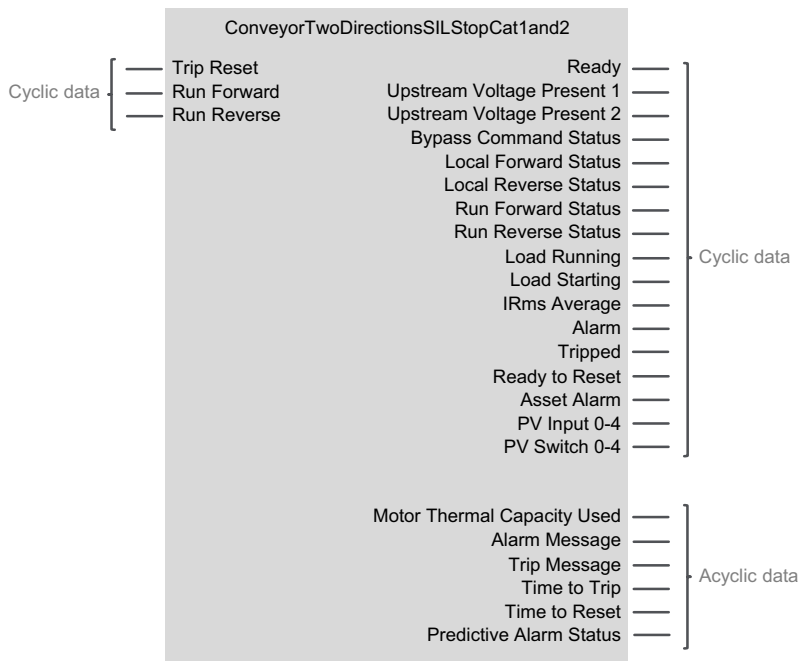 ConveyorTwoDirectionsSILStopCat1and2
Cyclic data
Trip Reset
Run Forward
Run Reverse
Ready
Upstream Voltage Present 1
Upstream Voltage Present 2
Bypass Command Status
Local Forward Status
Local Reverse Status
Run Forward Status
Run Reverse Status
Load Running
Load Starting
IRms Average
Alarm
Tripped
Ready to Reset
Asset Alarm
PV Input 0-4
PV Switch 0-4
Cyclic data
Motor Thermal Capacity Used
Alarm Message
Trip Message
Time to Trip
Time to Reset
Predictive Alarm Status
Acyclic data